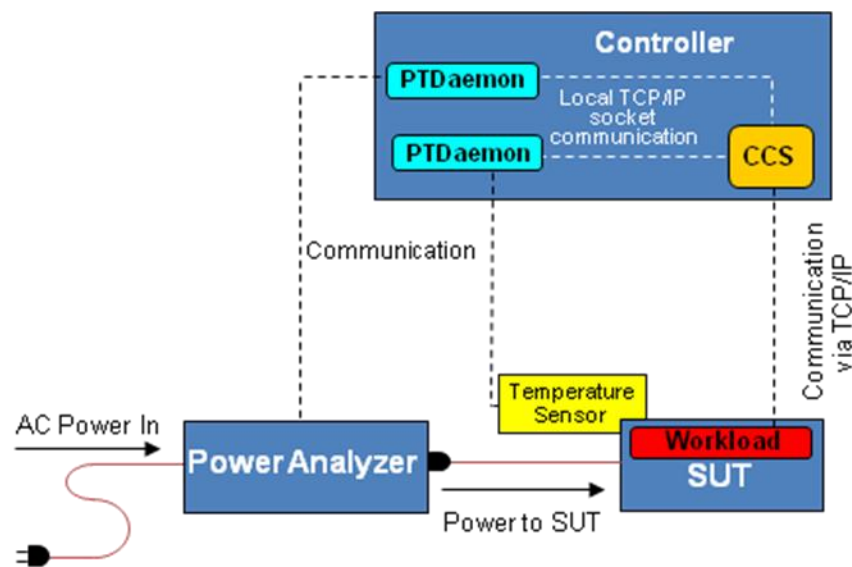 Controller
PTDaemon
Local TCP/IP
socket
communication
PTDaemon
CCS
Communication
Communication
via TCP/IP
Temperature
Sensor
AC Power In
Power Analyzer
Workload
SUT
Power to SUT